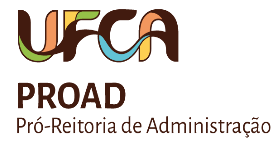 UFCA
PROAD
Pró-Reitoria de Administração